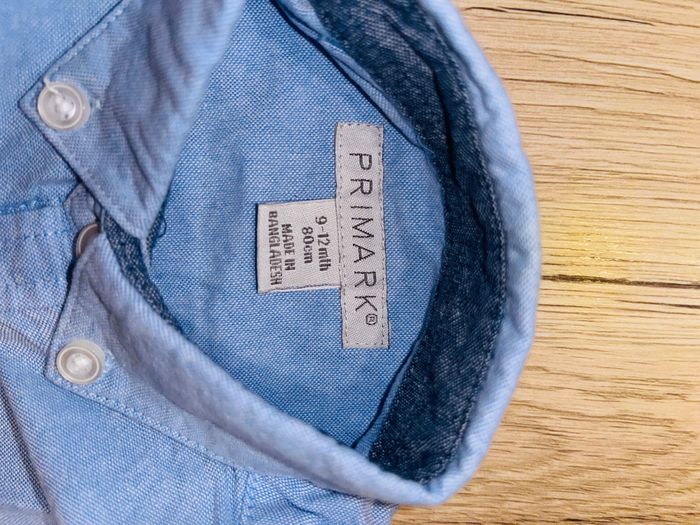 PRIMARK®
9-12mth
80cm
MADE IN
BANGLADESH